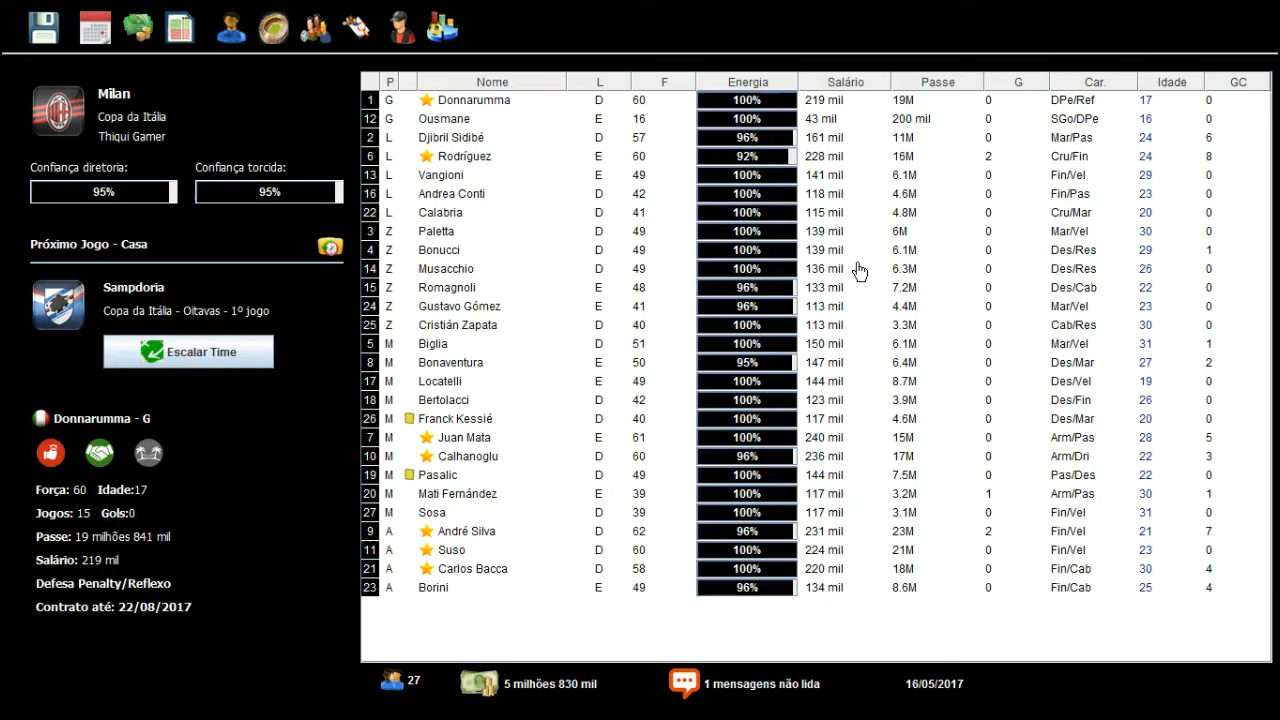 Milan
Copa da Itália
Thiqui Gamer
Confiança diretoria:
Confiança torcida:
95%
95%
Próximo Jogo - Casa
Sampdoria
Copa da Itália - Oitavas - 1º jogo
Escalar Time
Donnarumma - G
Força: 60 Idade:17
Jogos: 15 Gols:0
Passe: 19 milhões 841 mil
Salário: 219 mil
Defesa Penalty/Reflexo
Contrato até: 22/08/2017
P Nome L F Energia Salário Passe G Car. Idade GC
1 G Donnarumma D 60 100% 219 mil 19M 0 DPe/Ref 17 0
12 G Ousmane E 16 100% 43 mil 200 mil 0 SGo/DPe 16 0
2 L Djibril Sidibé D 57 96% 161 mil 11M 0 Mar/Pas 24 6
6 L Rodríguez E 60 92% 228 mil 16M 2 Cru/Fin 24 8
13 L Vangioni E 49 100% 141 mil 6.1M 0 Fin/Vel 29 0
16 L Andrea Conti D 42 100% 118 mil 4.6M 0 Fin/Pas 23 0
22 L Calabria D 41 100% 115 mil 4.8M 0 Cru/Mar 20 0
3 Z Paletta D 49 100% 139 mil 6M 0 Mar/Vel 30 0
4 Z Bonucci D 49 100% 139 mil 6.1M 0 Des/Res 29 1
14 Z Musacchio D 49 100% 136 mil 6.3M 0 Des/Res 26 0
15 Z Romagnoli E 48 96% 133 mil 7.2M 0 Des/Cab 22 0
24 Z Gustavo Gómez E 41 96% 113 mil 4.4M 0 Mar/Vel 23 0
25 Z Cristián Zapata D 40 100% 113 mil 3.3M 0 Cab/Res 30 0
5 M Biglia D 51 100% 150 mil 6.1M 0 Mar/Vel 31 1
8 M Bonaventura E 50 95% 147 mil 6.4M 0 Des/Mar 27 2
17 M Locatelli E 49 100% 144 mil 8.7M 0 Des/Vel 19 0
18 M Bertolacci D 42 100% 123 mil 3.9M 0 Des/Fin 26 0
26 M Franck Kessié D 40 100% 117 mil 4.6M 0 Des/Mar 20 0
7 M Juan Mata E 61 100% 240 mil 15M 0 Arm/Pas 28 5
10 M Calhanoglu D 60 96% 236 mil 17M 0 Arm/Dri 22 3
19 M Pasalic D 49 100% 144 mil 7.5M 0 Pas/Des 22 0
20 M Mati Fernández E 39 100% 117 mil 3.2M 1 Arm/Pas 30 1
27 M Sosa D 39 100% 117 mil 3.1M 0 Fin/Vel 31 0
9 A André Silva D 62 96% 231 mil 23M 2 Fin/Vel 21 7
11 A Suso D 60 100% 224 mil 21M 0 Fin/Vel 23 0
21 A Carlos Bacca D 58 100% 220 mil 18M 0 Fin/Cab 30 4
23 A Borini E 49 96% 134 mil 8.6M 0 Fin/Cab 25 4
27
5 milhões 830 mil
1 mensagens não lida
16/05/2017